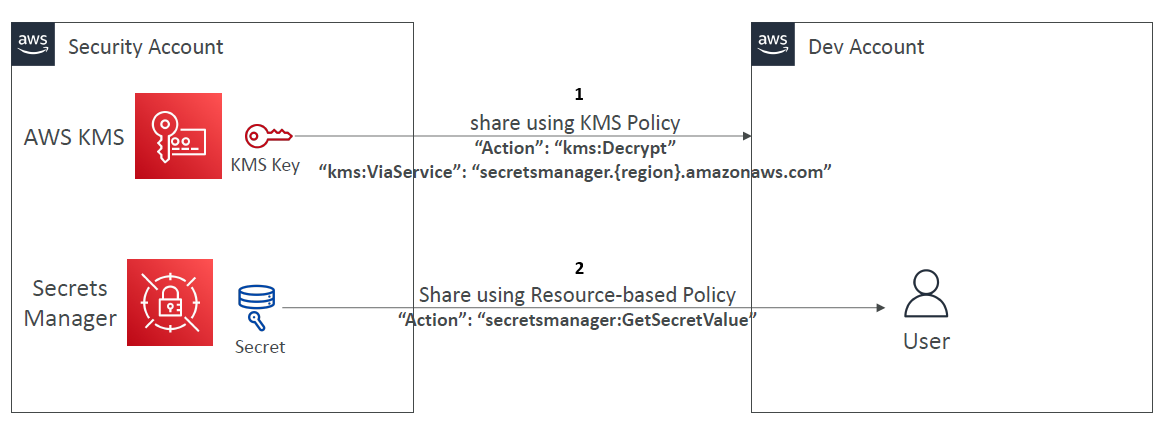 aws
Security Account
aws
Dev Account
AWS KMS
KMS Key
1
share using KMS Policy
“Action”: “kms:Decrypt”
“kms:ViaService”: “secretsmanager.{region}.amazonaws.com”
Secrets
Manager
Secret
2
Share using Resource-based Policy
“Action”: “secretsmanager:GetSecretValue”
User